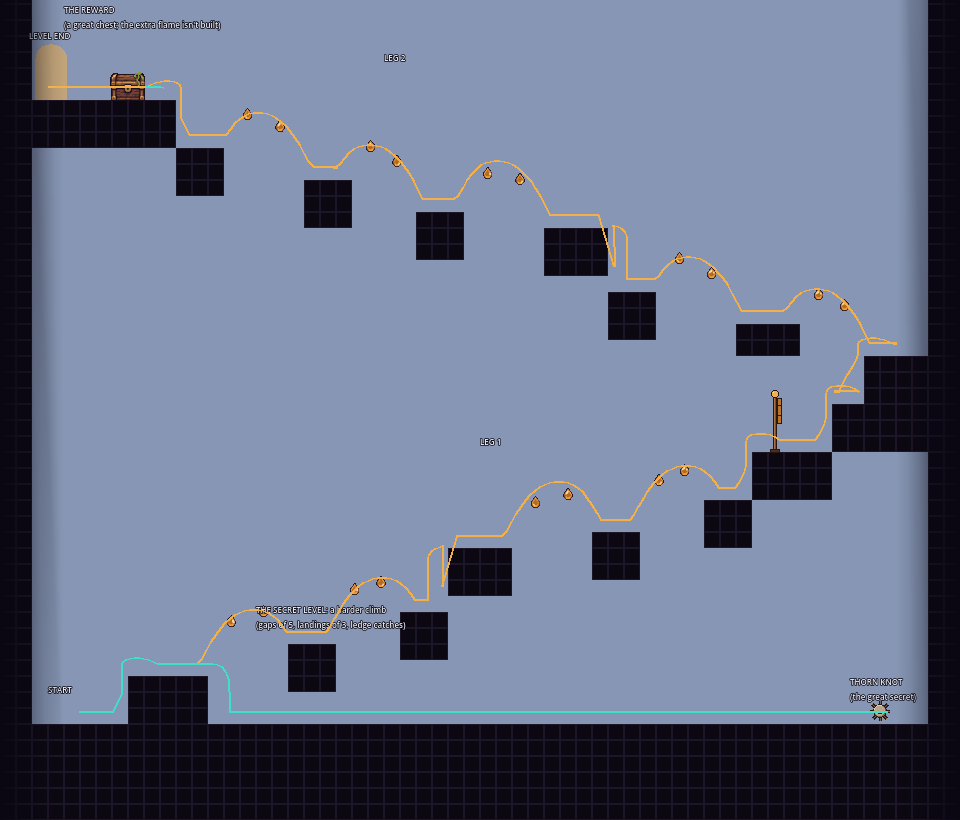 THE REWARD
(a great chest; the extra flame isn't built)
LEVEL END
LEG 2
LEG 1
THE SECRET LEVEL: a harder climb
(gaps of 5, landings of 3, ledge catches)
START
THORN KNOT
(the great secret)